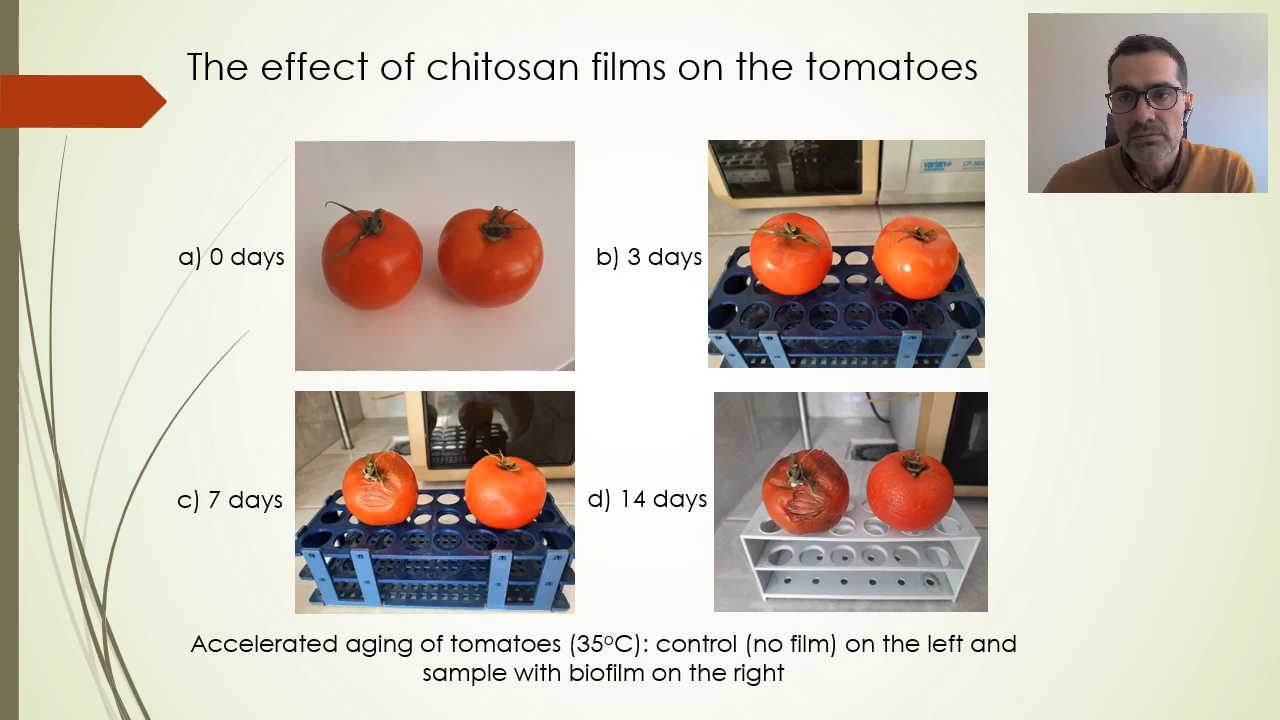 The effect of chitosan films on the tomatoes
a) 0 days
b) 3 days
varian
c) 7 days
d) 14 days
Accelerated aging of tomatoes (35ºC): control (no film) on the left and
sample with biofilm on the right